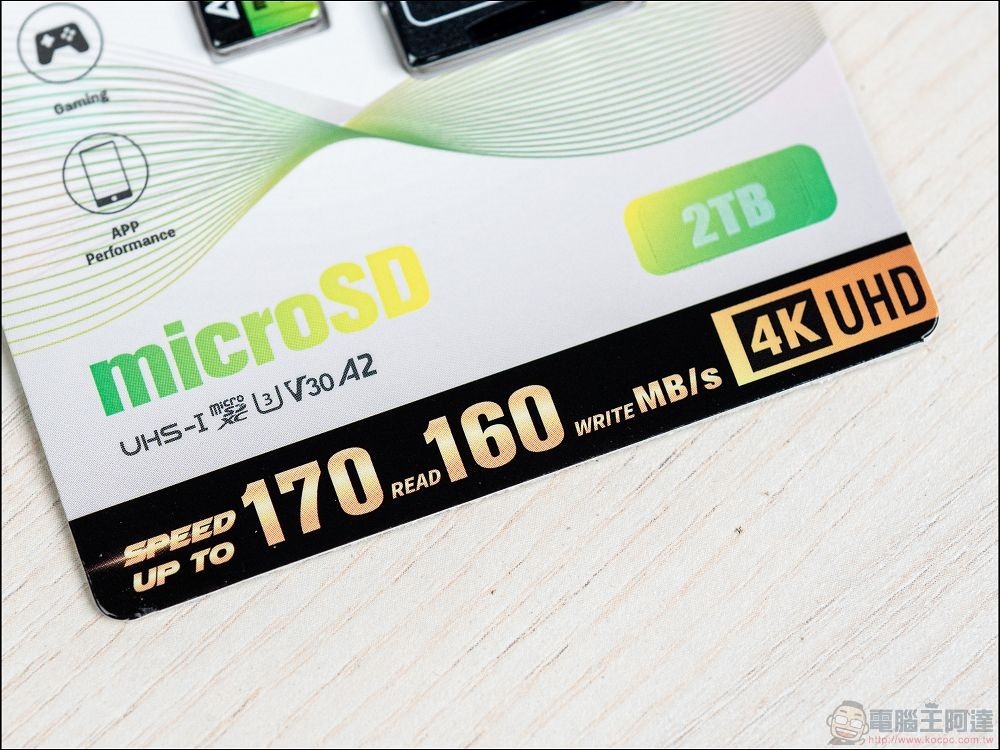 Gaming
APP
Performance
2TB
microSD
UHS-I micro SD XC U3 V30 A2
SPEED UP TO 170 READ 160 WRITE MB/s
4K UHD
電腦王阿達
http://www.kocpc.com.tw